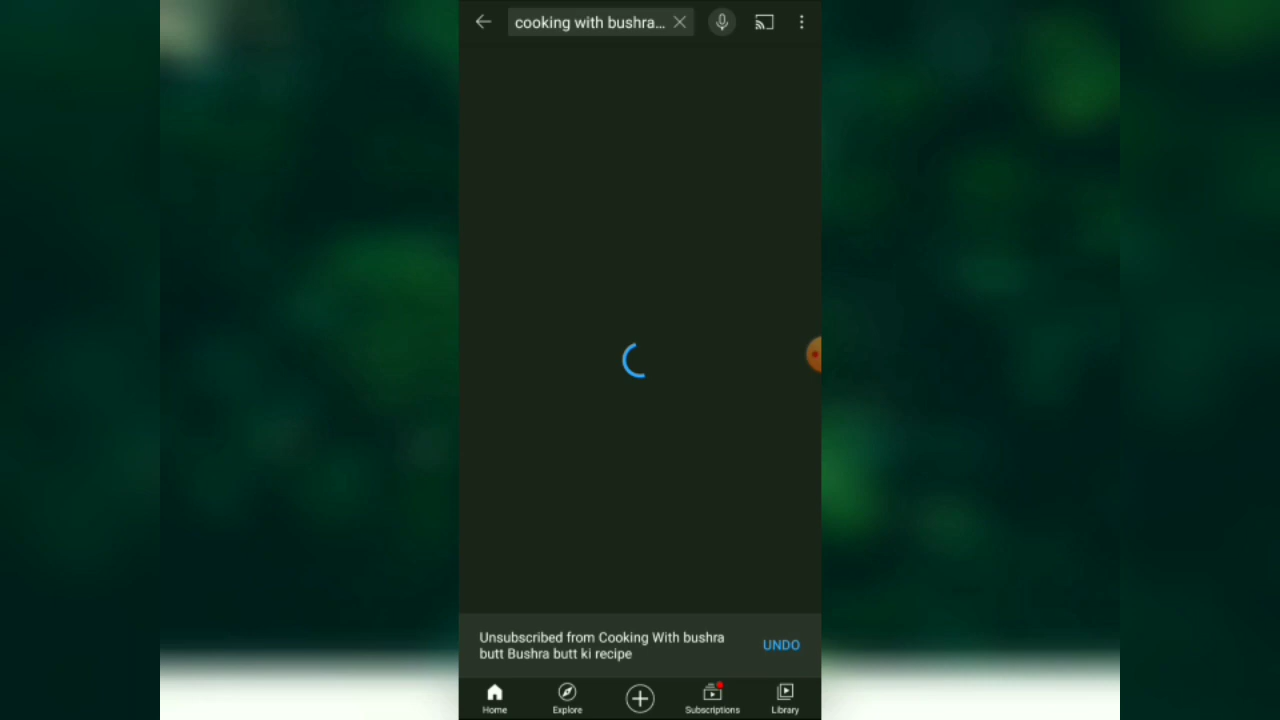 cooking with bushra...
Unsubscribed from Cooking With bushra
butt Bushra butt ki recipe
UNDO
Home
Explore
Subscriptions
Library